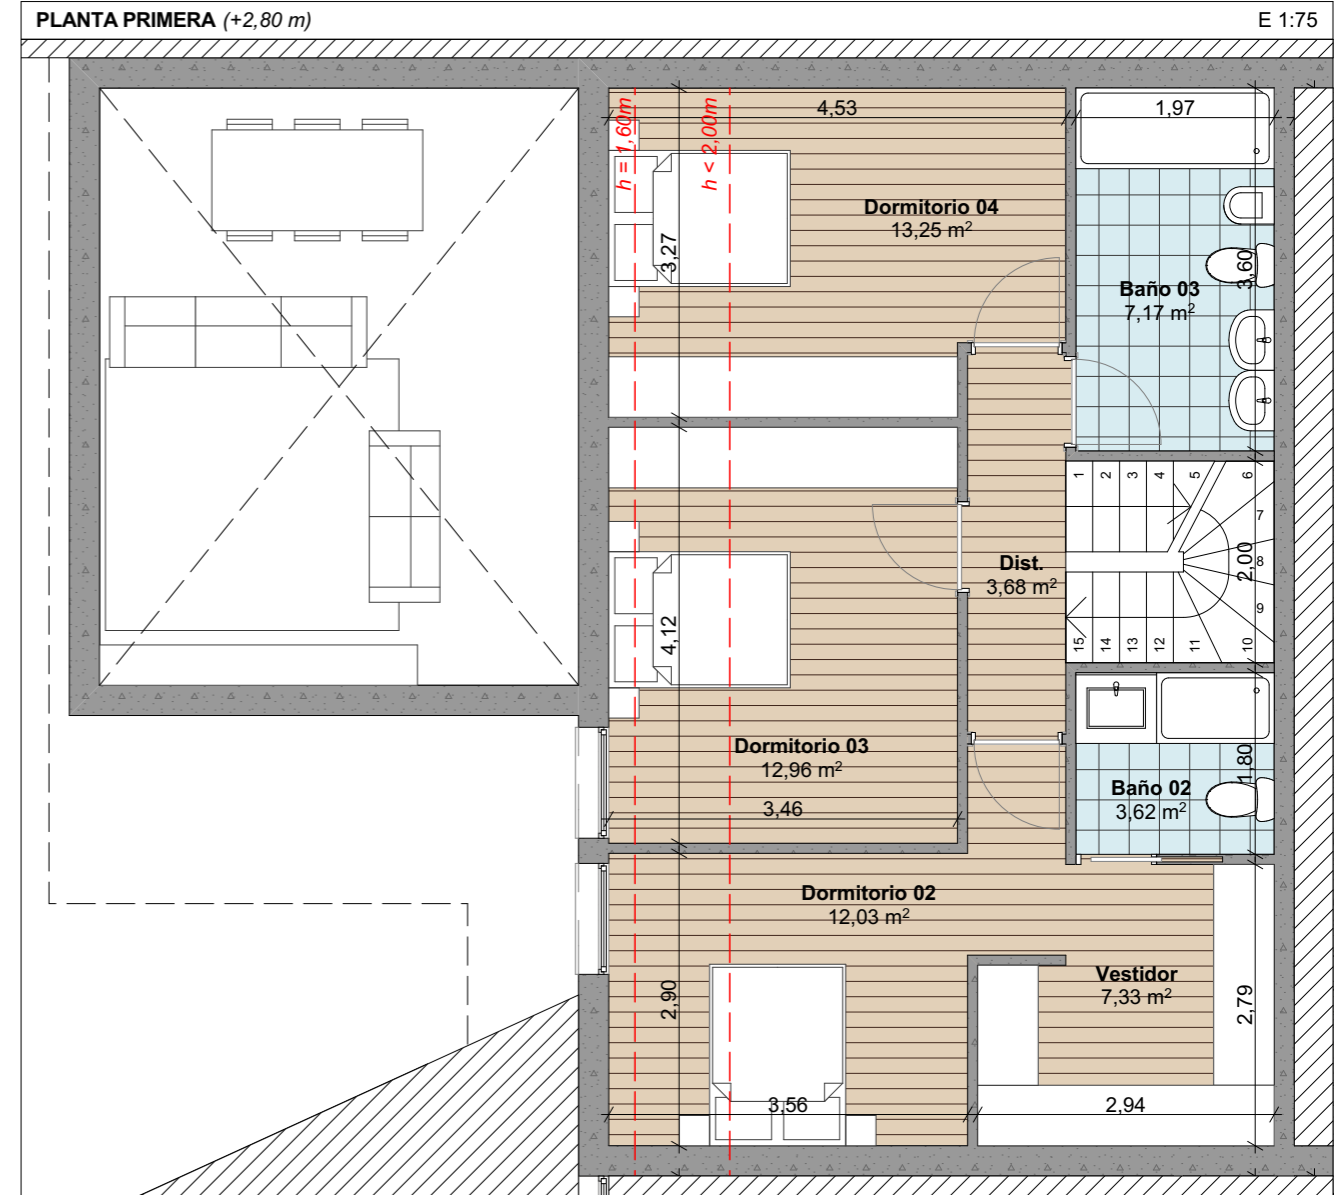 PLANTA PRIMERA (+2,80 m)
E 1:75
h = 1,60m
h < 2,00m
4,53
1,97
Dormitorio 04
13,25 m²
3,27
3,60
Baño 03
7,17 m²
1 2 3 4 5 6
7
8
9
10
15 14 13 12 11
2,00
Dist.
3,68 m²
4,12
Dormitorio 03
12,96 m²
3,46
1,80
Baño 02
3,62 m²
Dormitorio 02
12,03 m²
2,90
Vestidor
7,33 m²
2,79
3,56
2,94